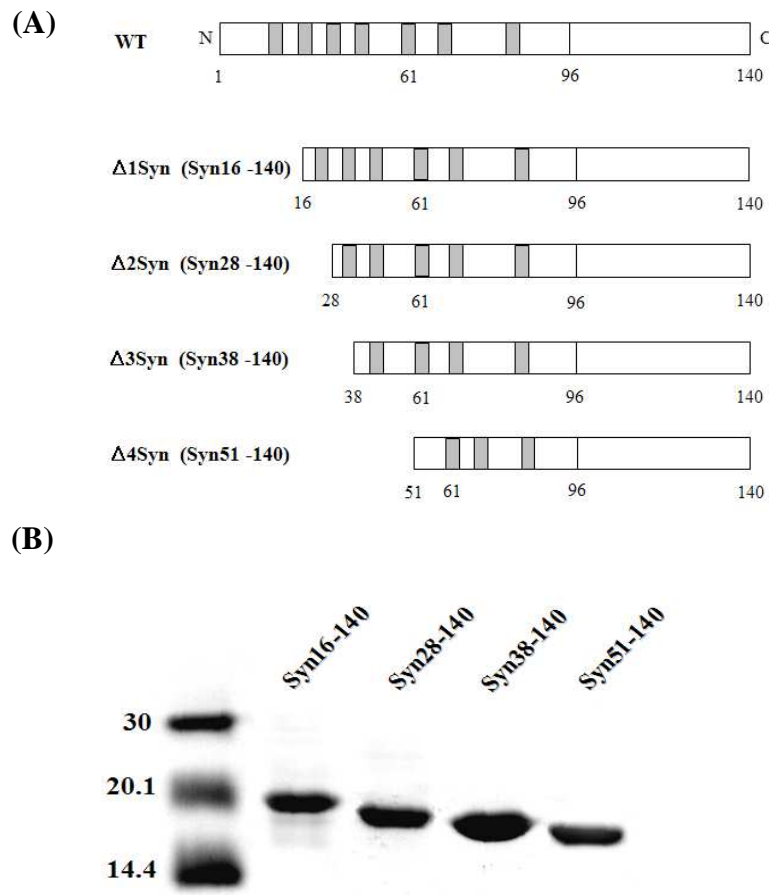 (A)
WT N C
1 61 96 140
Δ1Syn (Syn16 -140)
16 61 96 140
Δ2Syn (Syn28 -140)
28 61 96 140
Δ3Syn (Syn38 -140)
38 61 96 140
Δ4Syn (Syn51 -140)
51 61 96 140
(B)
Syn16-140 Syn28-140 Syn38-140 Syn51-140
30
20.1
14.4